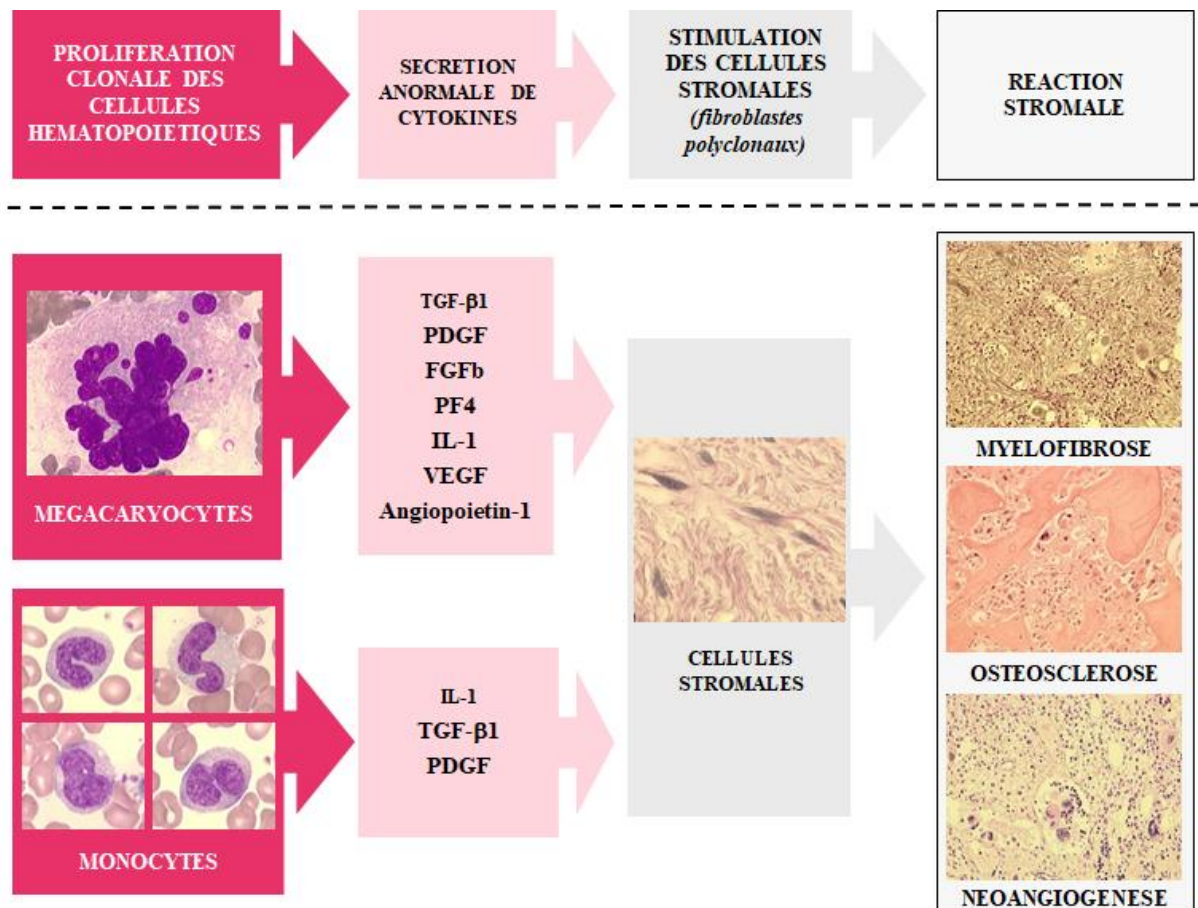 PROLIFERATION
CLONALE DES
CELLULES
HEMATOPOIETIQUES
SECRETION
ANORMALE DE
CYTOKINES
STIMULATION
DES CELLULES
STROMALES
(fibroblastes
polyclonaux)
REACTION
STROMALE
MEGACARYOCYTES
TGF-β1
PDGF
FGFb
PF4
IL-1
VEGF
Angiopoietin-1
MONOCYTES
IL-1
TGF-β1
PDGF
CELLULES
STROMALES
MYELOFIBROSE
OSTEOSCLEROSE
NEOANGIOGENESE